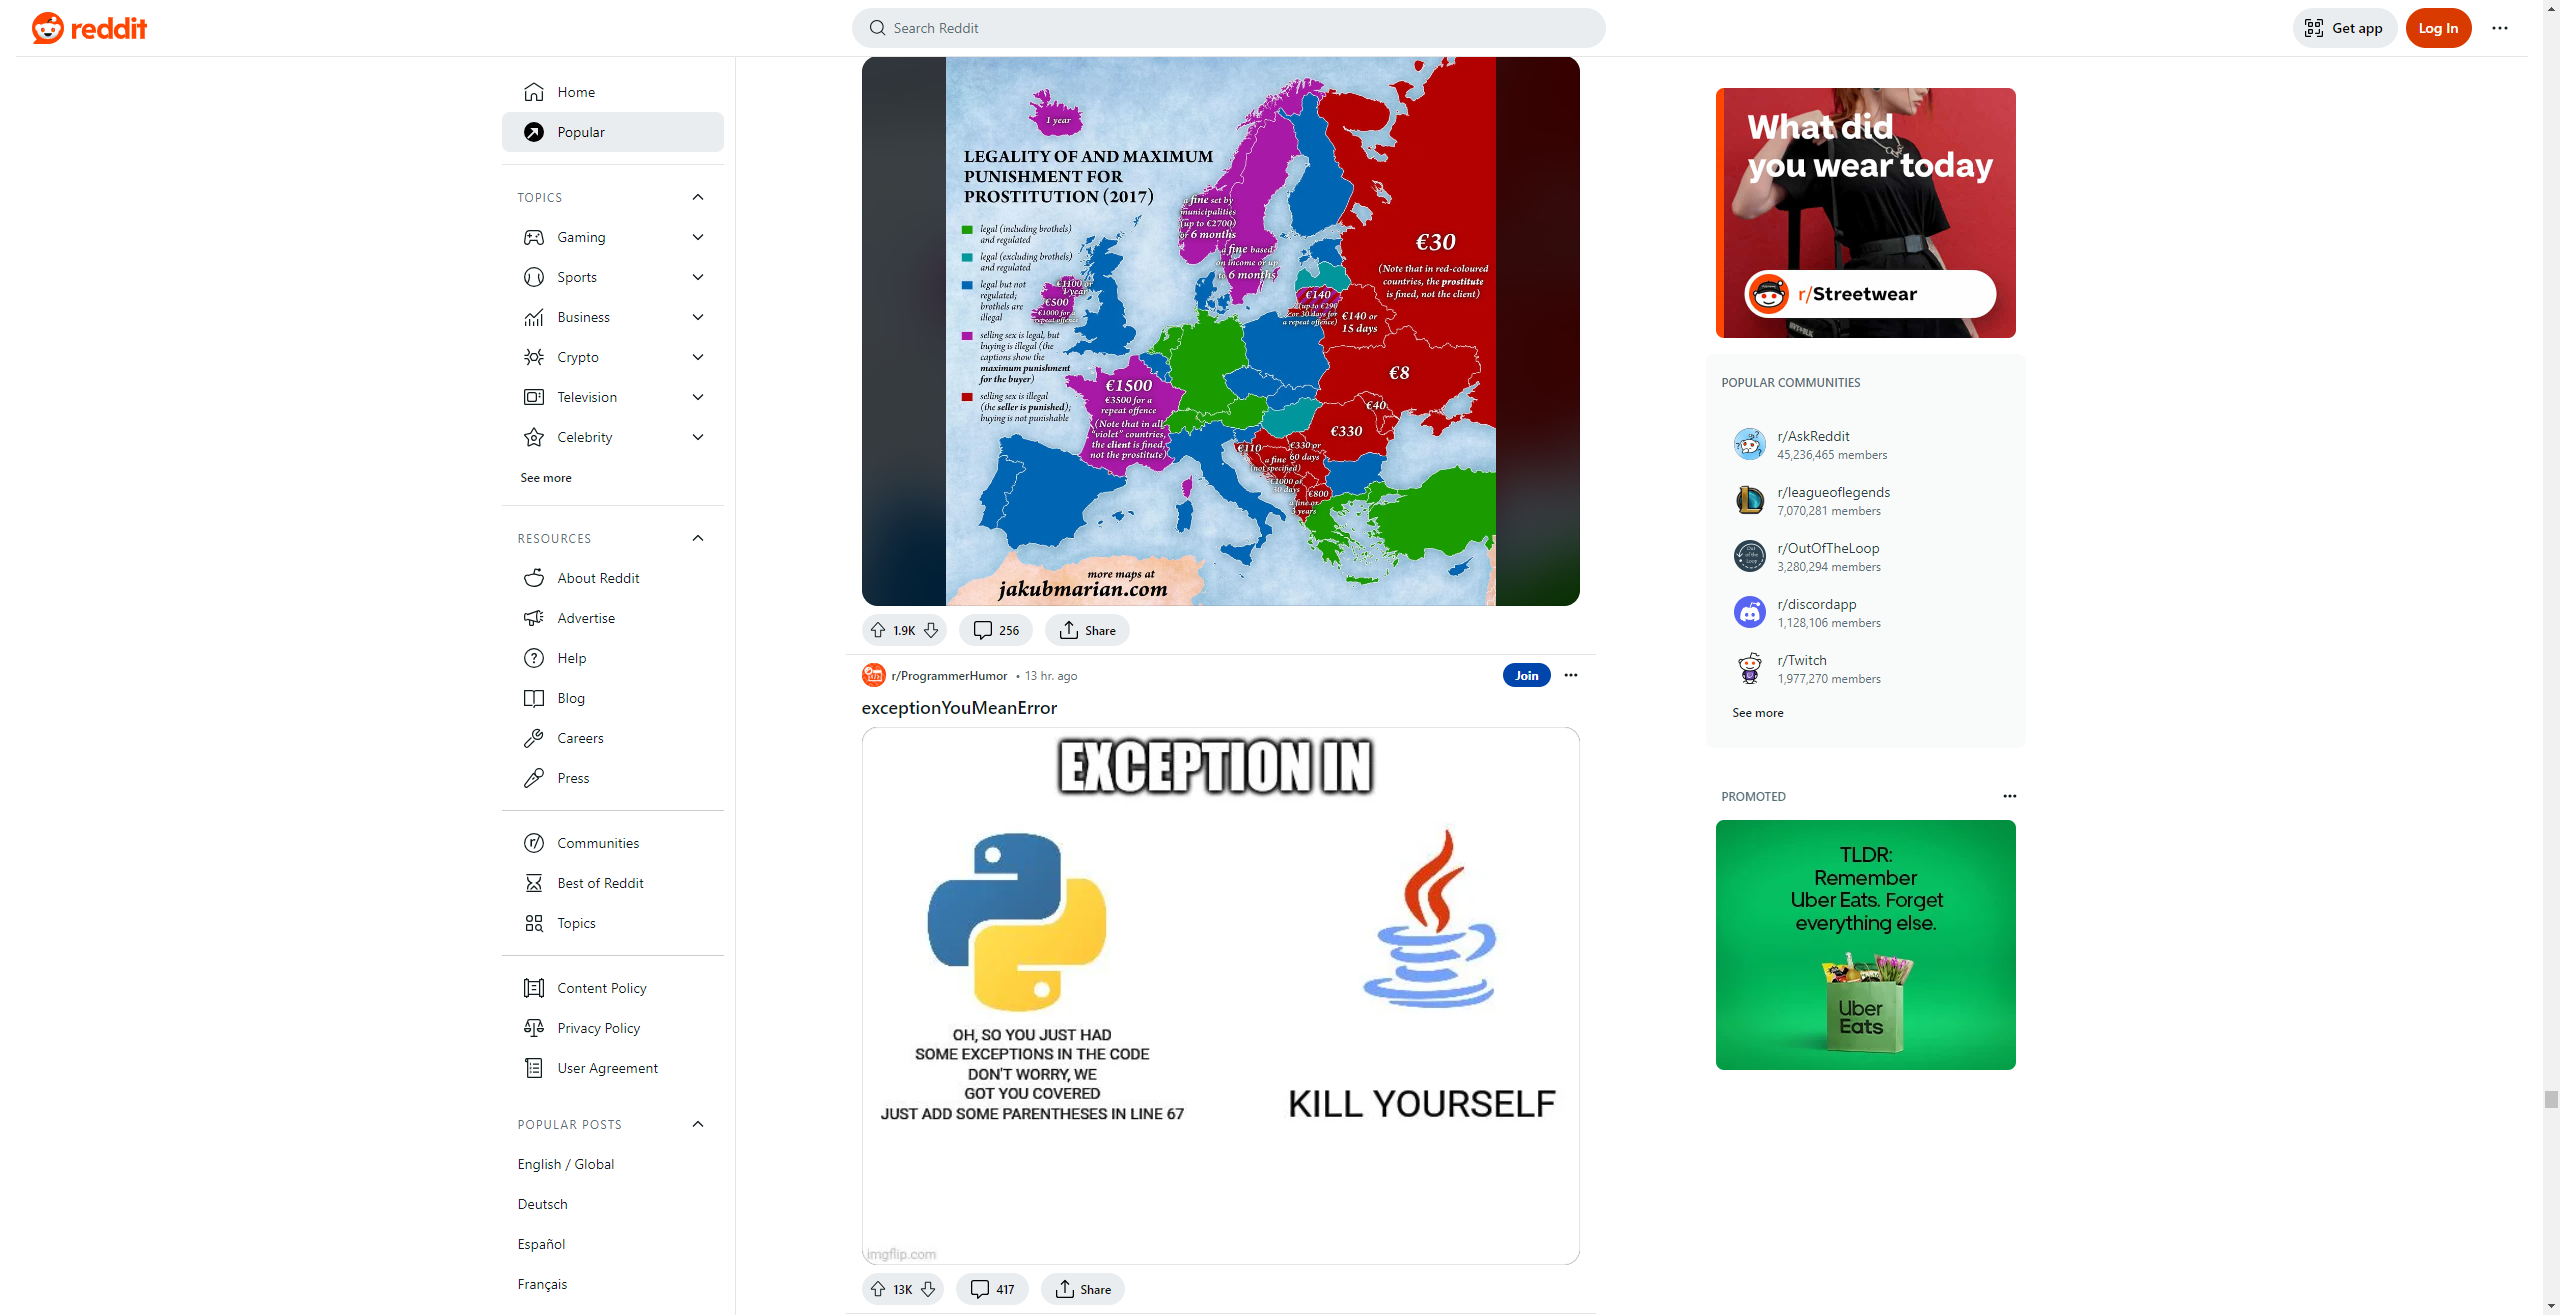 reddit
Search Reddit
Get app
Log In
Home
Popular
TOPICS
Gaming
Sports
Business
Crypto
Television
Celebrity
See more
RESOURCES
About Reddit
Advertise
Help
Blog
Careers
Press
Communities
Best of Reddit
Topics
Content Policy
Privacy Policy
User Agreement
POPULAR POSTS
English / Global
Deutsch
Español
Français
LEGALITY OF AND MAXIMUM
PUNISHMENT FOR
PROSTITUTION (2017)
legal (including brothels)
and regulated
legal (excluding brothels)
and regulated
legal but not
regulated;
brothels are
illegal
selling sex is legal, but
buying is illegal (the
captions show the
maximum punishment
for the buyer)
selling sex is illegal
(the seller is punished);
buying is not punishable
1 year
a fine set by
municipalities
(up to €2700)
or 6 months
a fine based
on income or up
to 6 months
€1100 or
1 year
€500
€1000 for a
repeat offence
€30
(Note that in red-coloured
countries, the prostitute
is fined, not the client)
€140
(up to €290
or 30 days for
a repeat offence)
€140 or
15 days
€8
€1500
€3500 for a
repeat offence
(Note that in all
"violet" countries,
the client is fined,
not the prostitute)
€40
€330
€110
€330 or
60 days
a fine
(not specified)
€1000 or
30 days
€800
a fine or
3 years
more maps at
jakubmarian.com
1.9K
256
Share
r/ProgrammerHumor • 13 hr. ago
Join
exceptionYouMeanError
EXCEPTION IN
OH, SO YOU JUST HAD
SOME EXCEPTIONS IN THE CODE
DON'T WORRY, WE
GOT YOU COVERED
JUST ADD SOME PARENTHESES IN LINE 67
KILL YOURSELF
imgflip.com
13K
417
Share
What did
you wear today
r/Streetwear
POPULAR COMMUNITIES
r/AskReddit
45,236,465 members
r/leagueoflegends
7,070,281 members
r/OutOfTheLoop
3,280,294 members
r/discordapp
1,128,106 members
r/Twitch
1,977,270 members
See more
PROMOTED
TLDR:
Remember
Uber Eats. Forget
everything else.
Uber
Eats